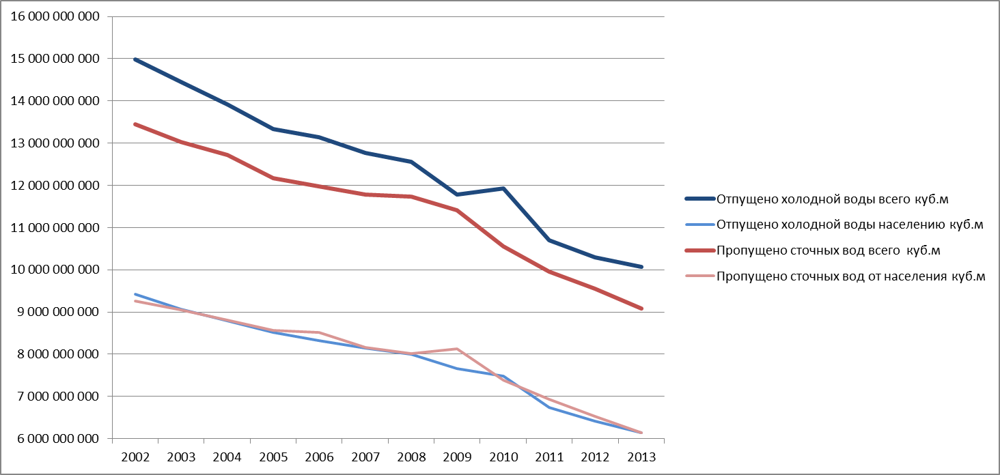 16 000 000 000
15 000 000 000
14 000 000 000
13 000 000 000
12 000 000 000
11 000 000 000
10 000 000 000
9 000 000 000
8 000 000 000
7 000 000 000
6 000 000 000
2002 2003 2004 2005 2006 2007 2008 2009 2010 2011 2012 2013
Отпущено холодной воды всего куб.м
Отпущено холодной воды населению куб.м
Пропущено сточных вод всего куб.м
Пропущено сточных вод от населения куб.м